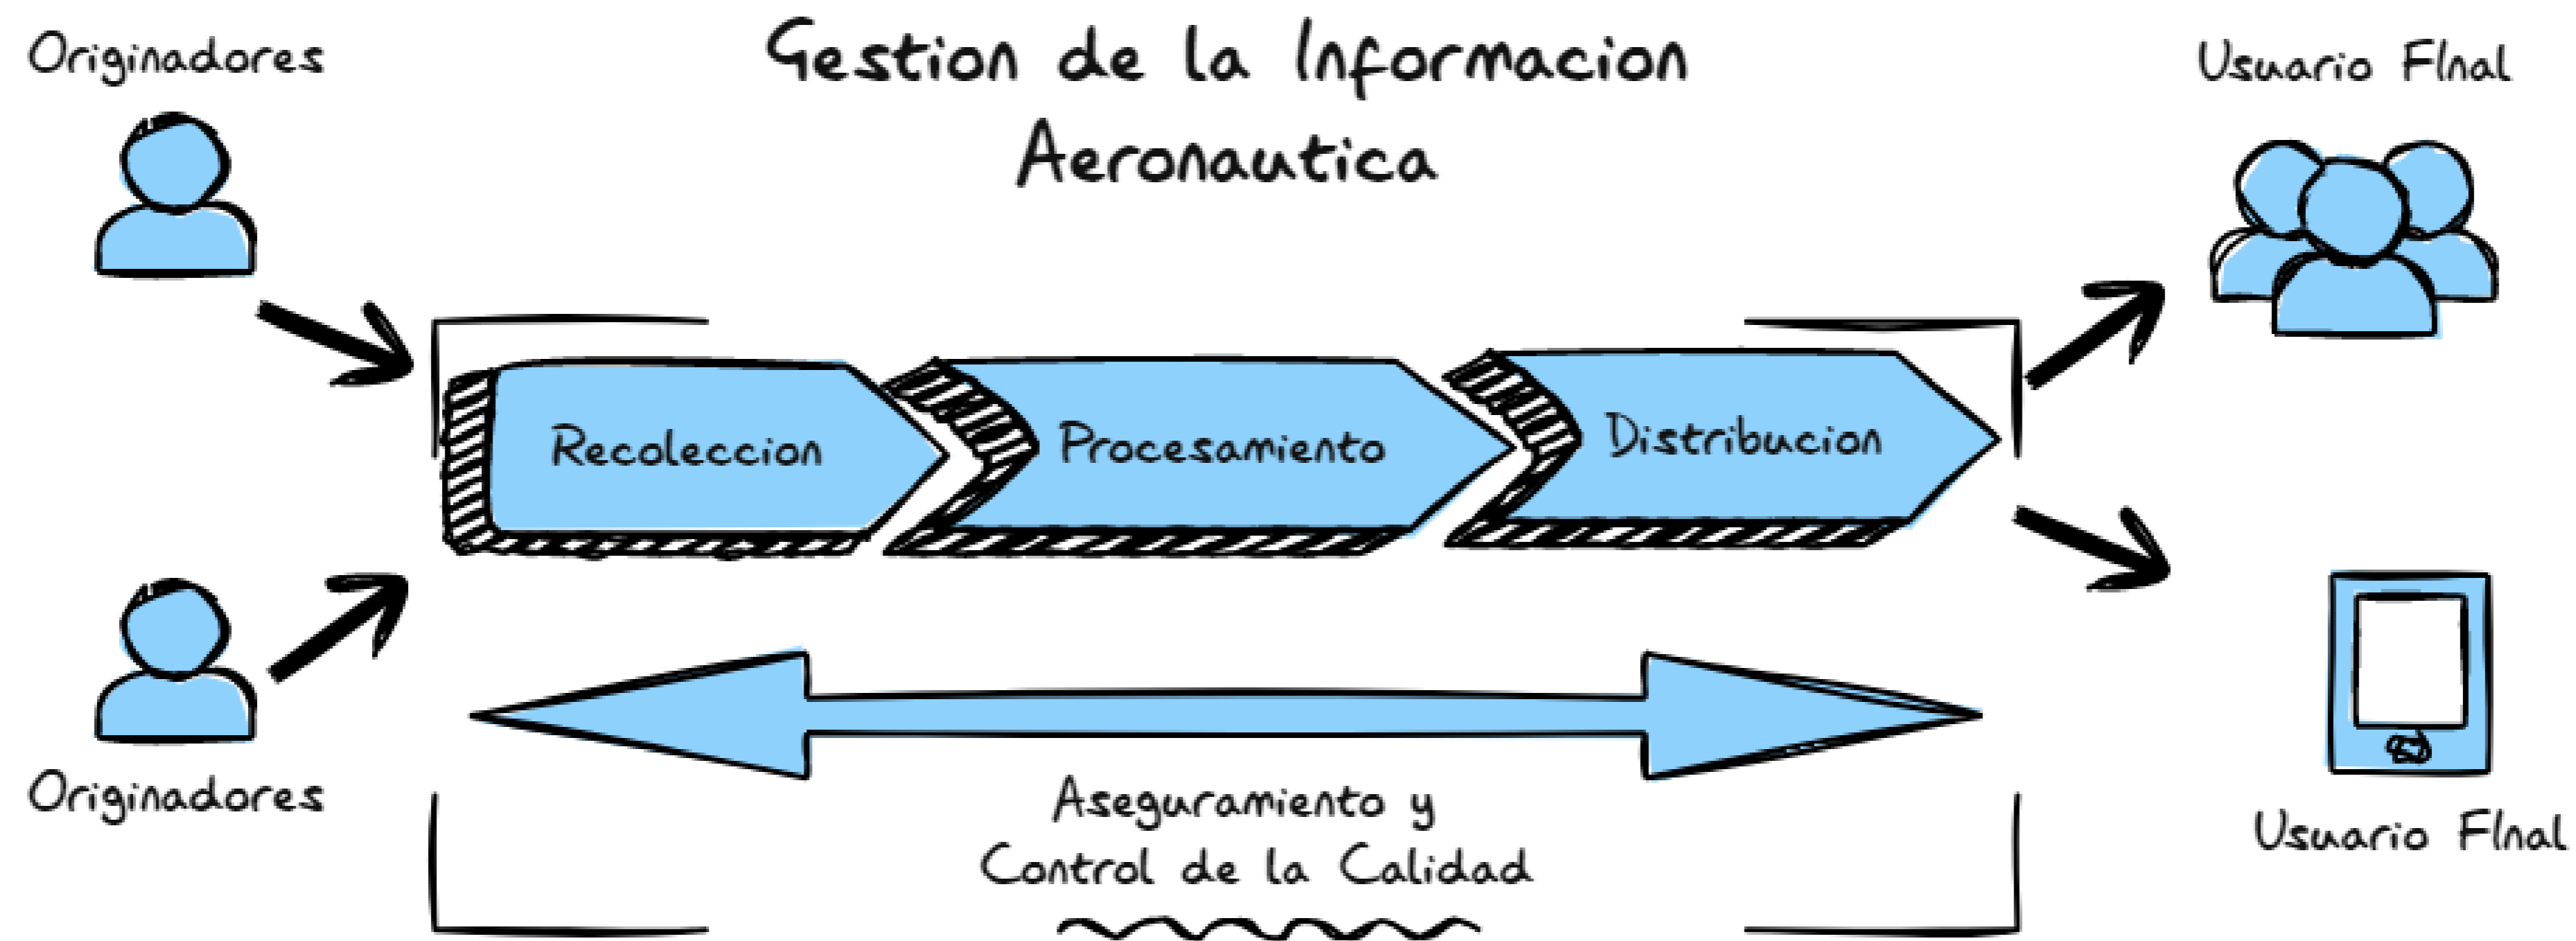 Originadores
Gestion de la Informacion
Aeronautica
Usuario FInal
Recoleccion
Procesamiento
Distribucion
Originadores
Aseguramiento y
Control de la Calidad
Usuario FInal